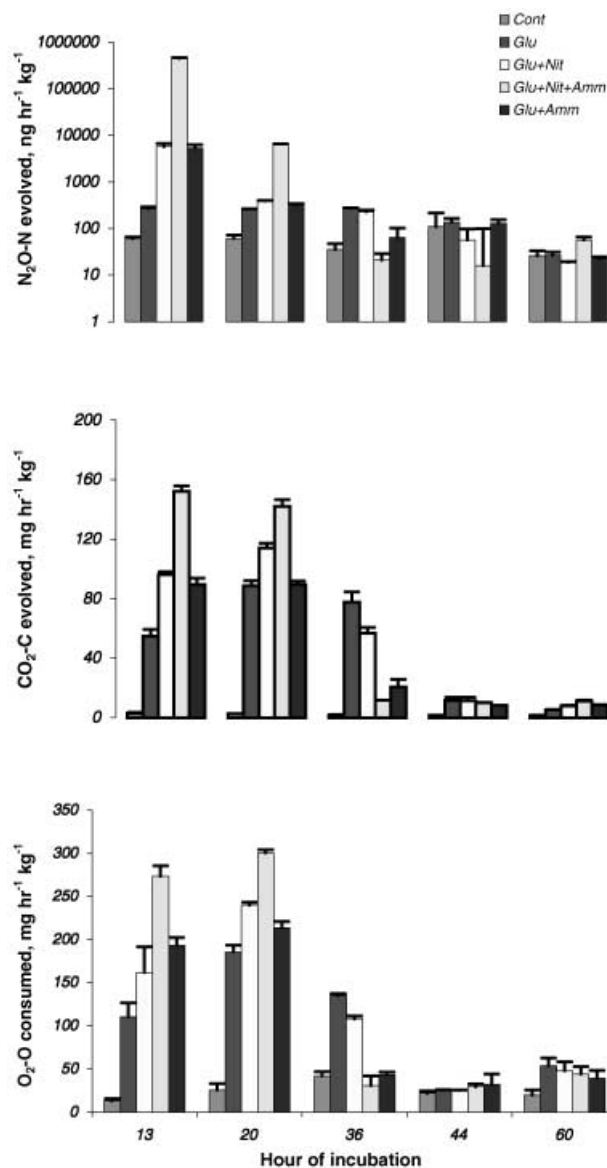 Cont
Glu
Glu+Nit
Glu+Nit+Amm
Glu+Amm
N₂O-N evolved, ng hr⁻¹ kg⁻¹
1000000
100000
10000
1000
100
10
1
CO₂-C evolved, mg hr⁻¹ kg⁻¹
200
160
120
80
40
0
O₂-O consumed, mg hr⁻¹ kg⁻¹
350
300
250
200
150
100
50
0
13 20 36 44 60
Hour of incubation